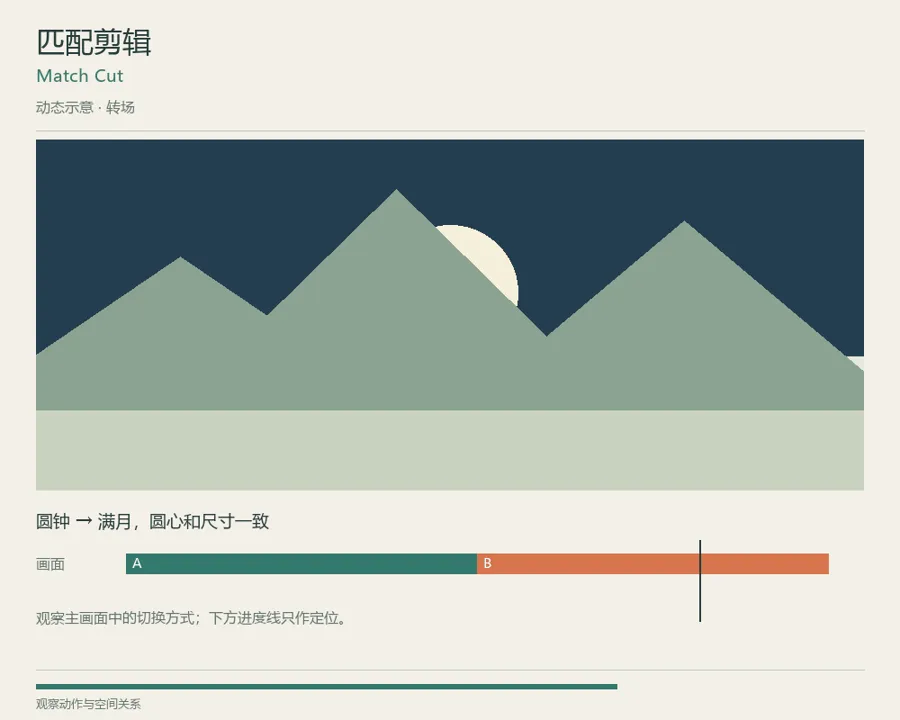 匹配剪辑
Match Cut
动态示意 · 转场
圆钟 → 满月，圆心和尺寸一致
画面
A
B
观察主画面中的切换方式；下方进度线只作定位。
观察动作与空间关系